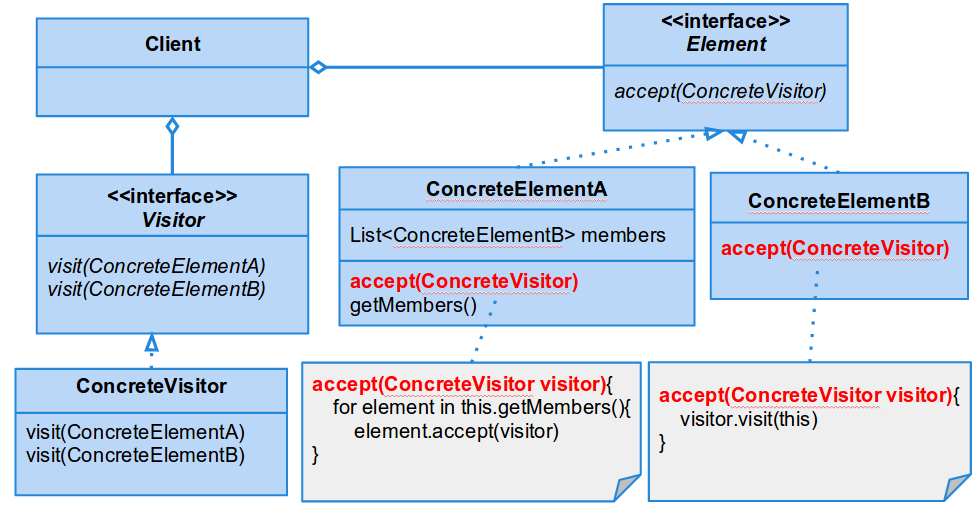 Client
<<interface>>
Element
accept(ConcreteVisitor)
<<interface>>
Visitor
visit(ConcreteElementA)
visit(ConcreteElementB)
ConcreteElementA
List<ConcreteElementB> members
accept(ConcreteVisitor)
getMembers()
ConcreteElementB
accept(ConcreteVisitor)
ConcreteVisitor
visit(ConcreteElementA)
visit(ConcreteElementB)
accept(ConcreteVisitor visitor){
for element in this.getMembers(){
element.accept(visitor)
}
accept(ConcreteVisitor visitor){
visitor.visit(this)
}